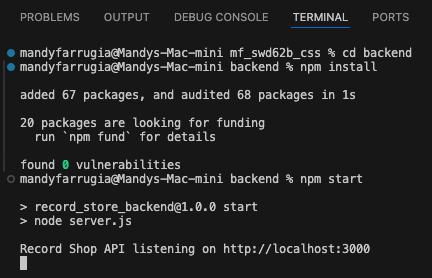 PROBLEMS OUTPUT DEBUG CONSOLE TERMINAL PORTS
mandyfarrugia@Mandys-Mac-mini mf_swd62b_css % cd backend
mandyfarrugia@Mandys-Mac-mini backend % npm install

added 67 packages, and audited 68 packages in 1s

20 packages are looking for funding
  run `npm fund` for details

found 0 vulnerabilities
mandyfarrugia@Mandys-Mac-mini backend % npm start

> record_store_backend@1.0.0 start
> node server.js

Record Shop API listening on http://localhost:3000